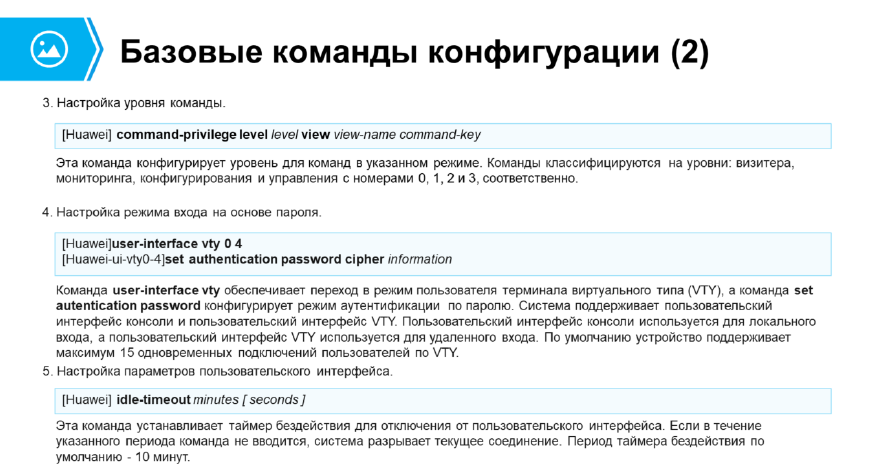 Базовые команды конфигурации (2)
3. Настройка уровня команды.
[Huawei] command-privilege level level view view-name command-key
Эта команда конфигурирует уровень для команд в указанном режиме. Команды классифицируются на уровни: визитера,
мониторинга, конфигурирования и управления с номерами 0, 1, 2 и 3, соответственно.
4. Настройка режима входа на основе пароля.
[Huawei]user-interface vty 0 4
[Huawei-ui-vty0-4]set authentication password cipher information
Команда user-interface vty обеспечивает переход в режим пользователя терминала виртуального типа (VTY), а команда set
autentication password конфигурирует режим аутентификации по паролю. Система поддерживает пользовательский
интерфейс консоли и пользовательский интерфейс VTY. Пользовательский интерфейс консоли используется для локального
входа, а пользовательский интерфейс VTY используется для удаленного входа. По умолчанию устройство поддерживает
максимум 15 одновременных подключений пользователей по VTY.
5. Настройка параметров пользовательского интерфейса.
[Huawei] idle-timeout minutes [ seconds ]
Эта команда устанавливает таймер бездействия для отключения от пользовательского интерфейса. Если в течение
указанного периода команда не вводится, система разрывает текущее соединение. Период таймера бездействия по
умолчанию - 10 минут.